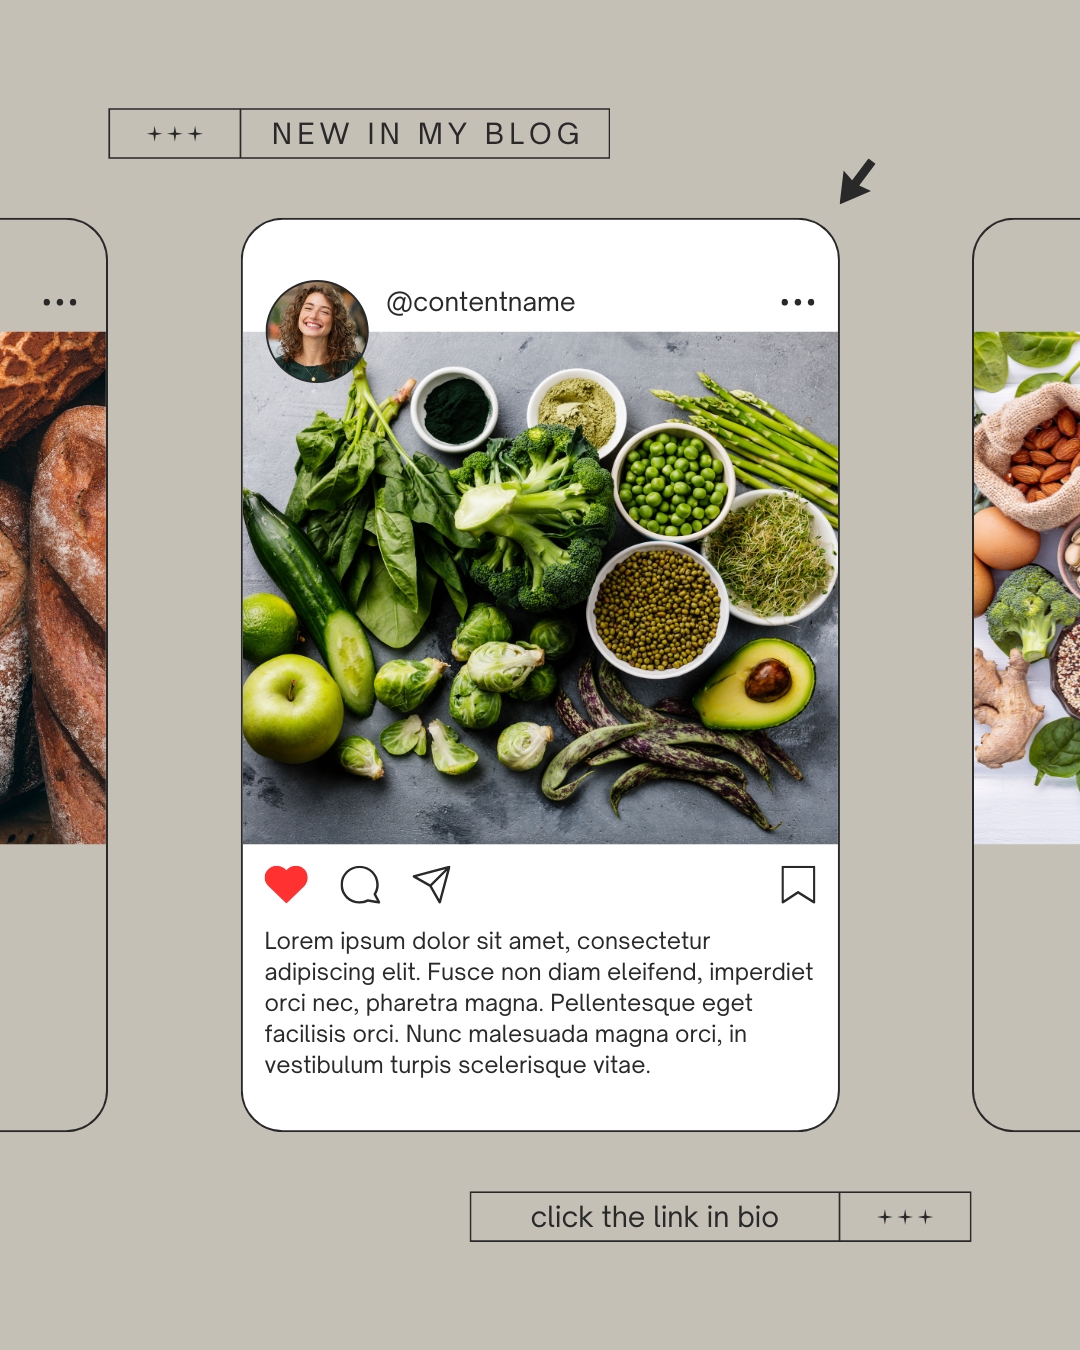 NEW IN MY BLOG
@contentname
Lorem ipsum dolor sit amet, consectetur
adipiscing elit. Fusce non diam eleifend, imperdiet
orci nec, pharetra magna. Pellentesque eget
facilisis orci. Nunc malesuada magna orci, in
vestibulum turpis scelerisque vitae.
click the link in bio